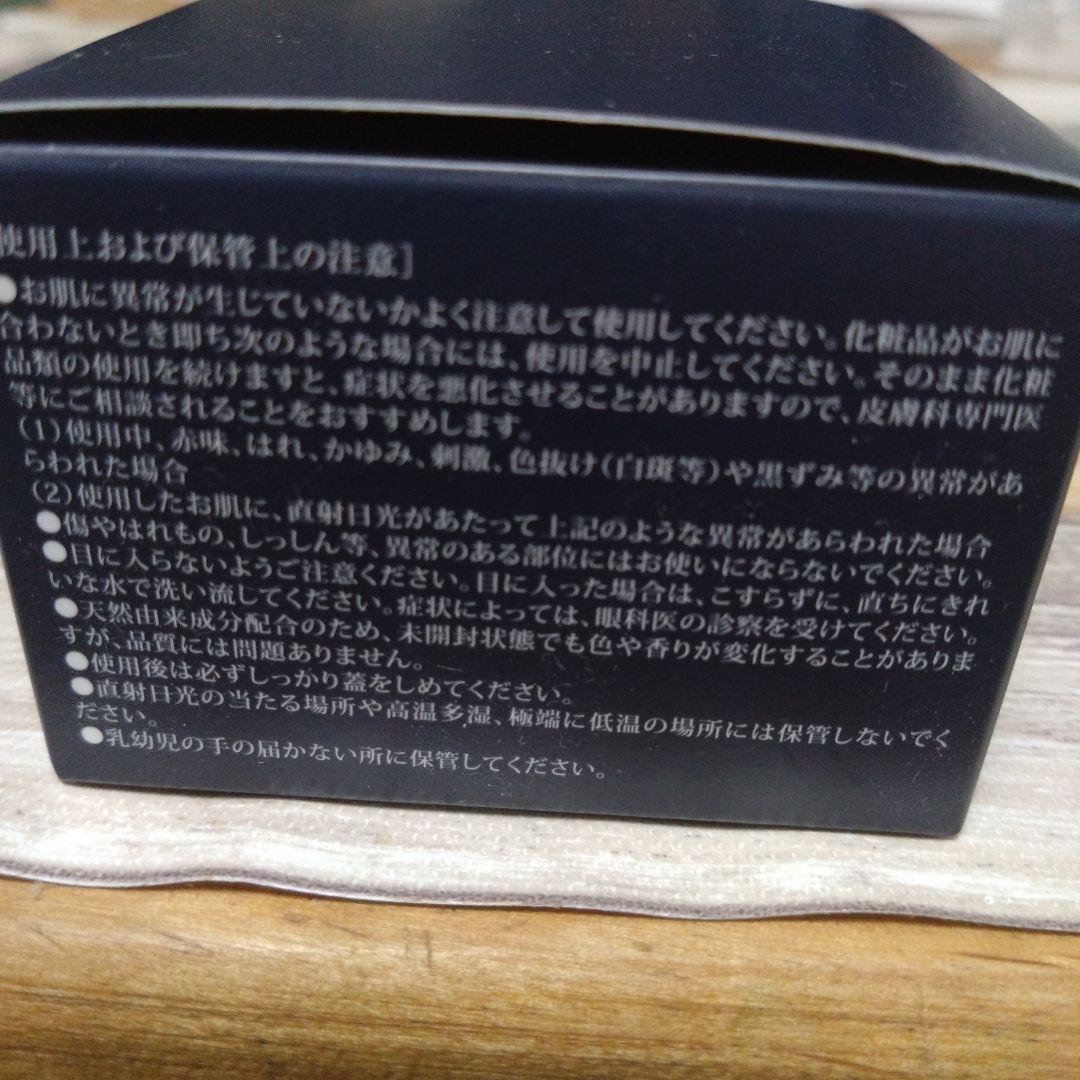 使用上および保管上の注意]
●お肌に異常が生じていないかよく注意して使用してください。化粧品がお肌に
合わないとき即ち次のような場合には、使用を中止してください。そのまま化粧
品類の使用を続けますと、症状を悪化させることがありますので、皮膚科専門医
等にご相談されることをおすすめします。
(1)使用中、赤味、はれ、かゆみ、刺激、色抜け(白斑等)や黒ずみ等の異常があ
らわれた場合
(2)使用したお肌に、直射日光があたって上記のような異常があらわれた場合
●傷やはれもの、しっしん等、異常のある部位にはお使いにならないでください。
●目に入らないようご注意ください。目に入った場合は、こすらずに、直ちにきれ
いな水で洗い流してください。症状によっては、眼科医の診察を受けてください。
●天然由来成分配合のため、未開封状態でも色や香りが変化することがありま
すが、品質には問題ありません。
●使用後は必ずしっかり蓋をしめてください。
●直射日光の当たる場所や高温多湿、極端に低温の場所には保管しないでく
ださい。
●乳幼児の手の届かない所に保管してください。